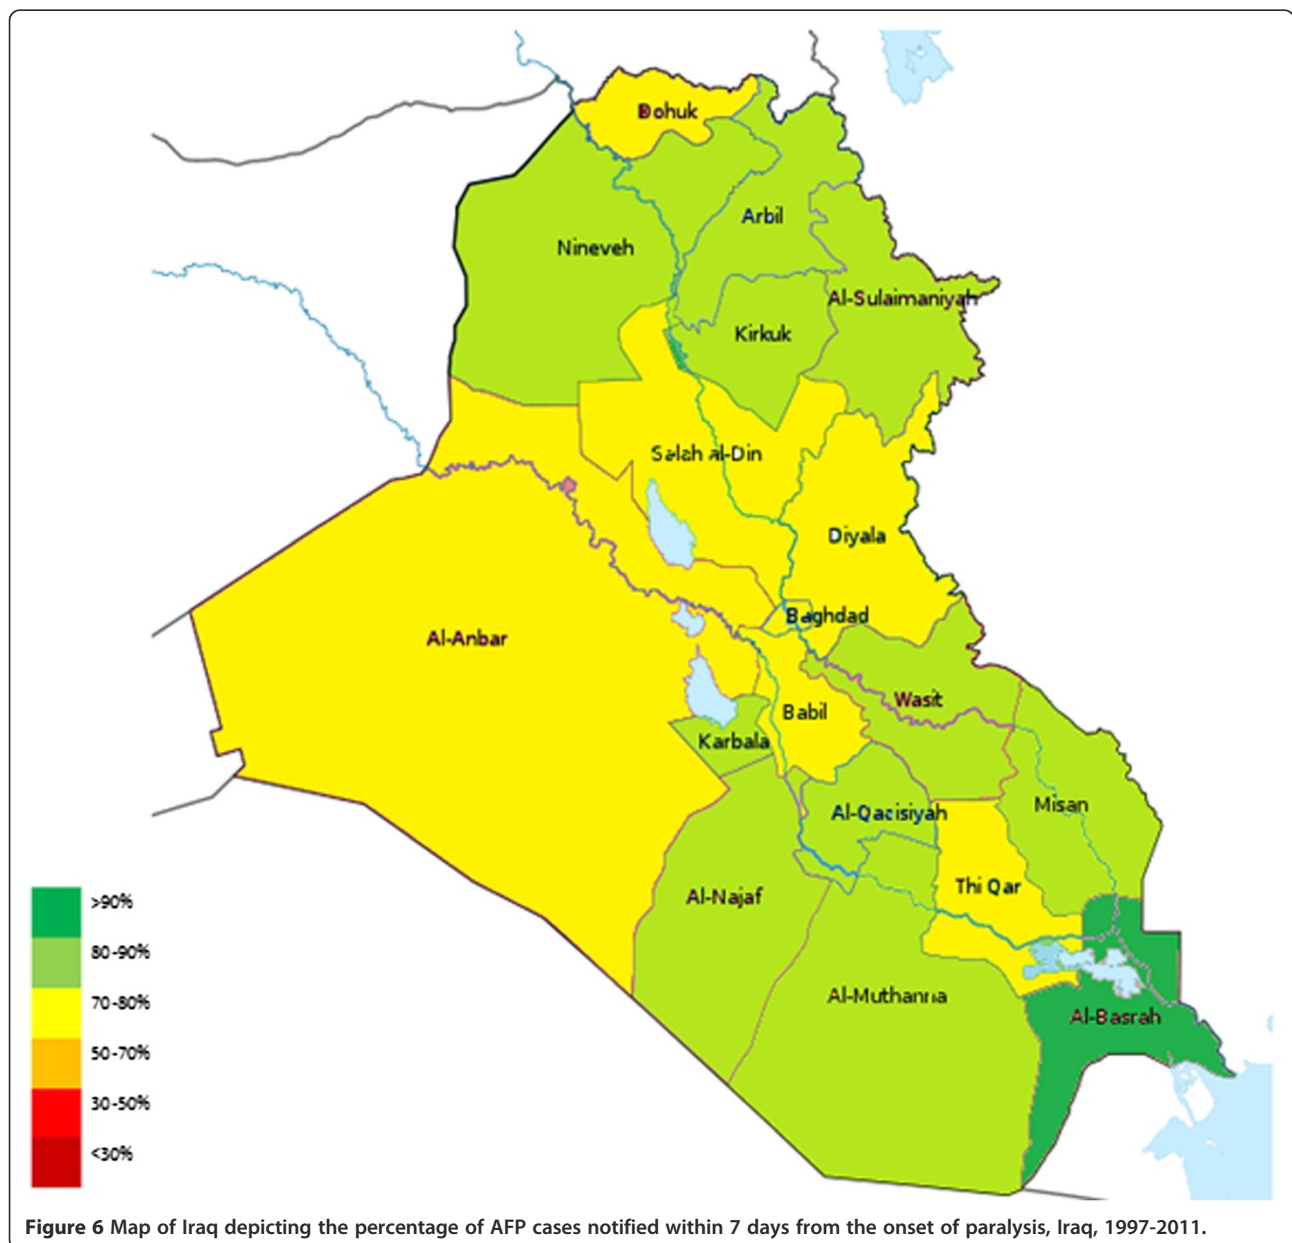 Dohuk
Arbil
Nineveh
Al-Sulaimaniyah
Kirkuk
Salah al-Din
Diyala
Baghdad
Al-Anbar
Wasit
Babil
Karbala
Misan
Al-Qadisiyah
Thi Qar
Al-Najaf
Al-Muthanna
Al-Basrah
>90%
80-90%
70-80%
50-70%
30-50%
<30%
Figure 6 Map of Iraq depicting the percentage of AFP cases notified within 7 days from the onset of paralysis, Iraq, 1997-2011.